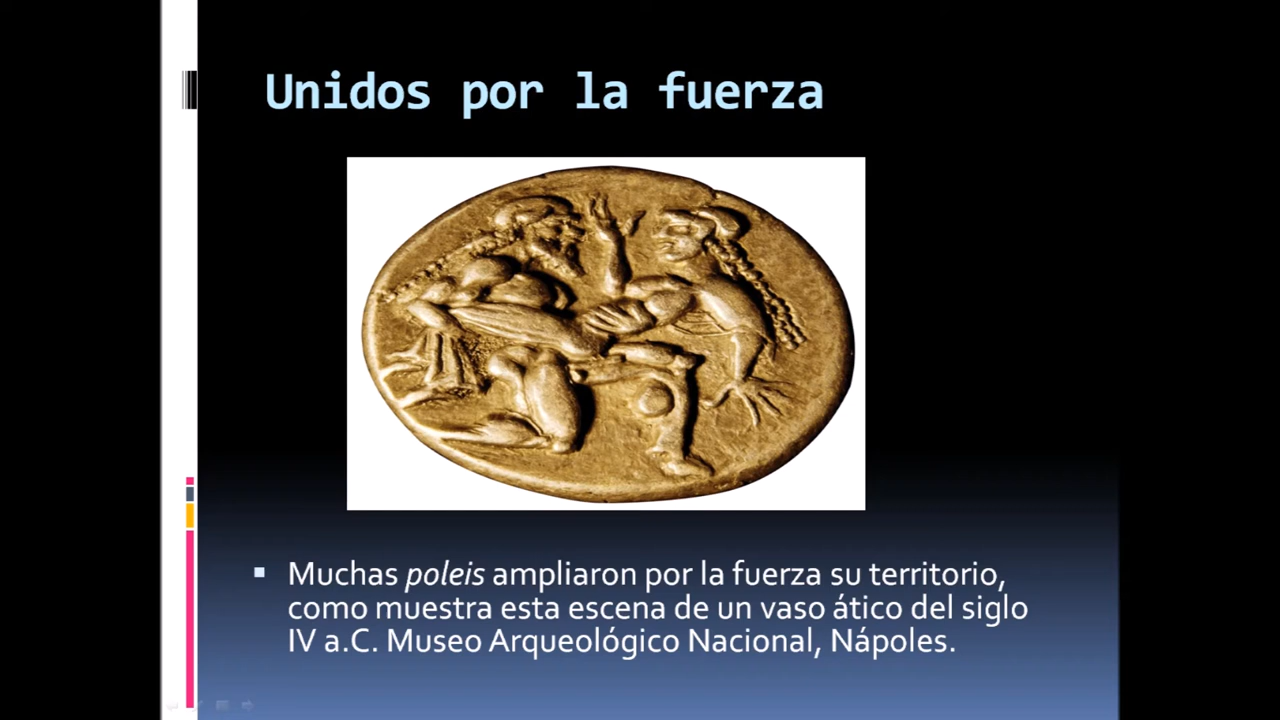 Unidos por la fuerza
Muchas poleis ampliaron por la fuerza su territorio,
como muestra esta escena de un vaso ático del siglo
IV a.C. Museo Arqueológico Nacional, Nápoles.